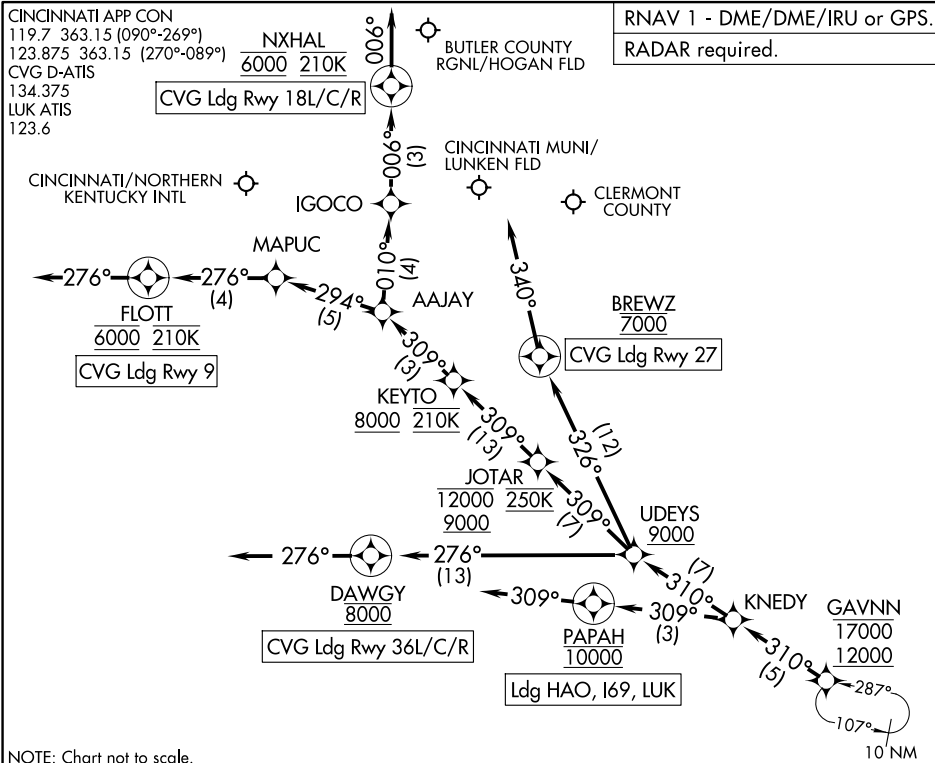 CINCINNATI APP CON
119.7 363.15 (090°-269°)
123.875 363.15 (270°-089°)
CVG D-ATIS
134.375
LUK ATIS
123.6
RNAV 1 - DME/DME/IRU or GPS.
RADAR required.
006°
NXHAL
6000 210K
CVG Ldg Rwy 18L/C/R
BUTLER COUNTY
RGNL/HOGAN FLD
006°
(3)
CINCINNATI MUNI/
LUNKEN FLD
CINCINNATI/NORTHERN
KENTUCKY INTL
CLERMONT
COUNTY
IGOCO
MAPUC
010°
(4)
276°
276°
(4)
294°
(5)
AAJAY
340°
FLOTT
6000 210K
CVG Ldg Rwy 9
BREWZ
7000
CVG Ldg Rwy 27
309°
(3)
KEYTO
8000 210K
309°
(13)
326°
(12)
JOTAR
12000 250K
9000
309°
(7)
UDEYS
9000
276°
276°
(13)
DAWGY
8000
CVG Ldg Rwy 36L/C/R
310°
(7)
309°
309°
(3)
KNEDY
PAPAH
10000
Ldg HAO, I69, LUK
GAVNN
17000
12000
310°
(5)
287°
107°
10 NM
NOTE: Chart not to scale.